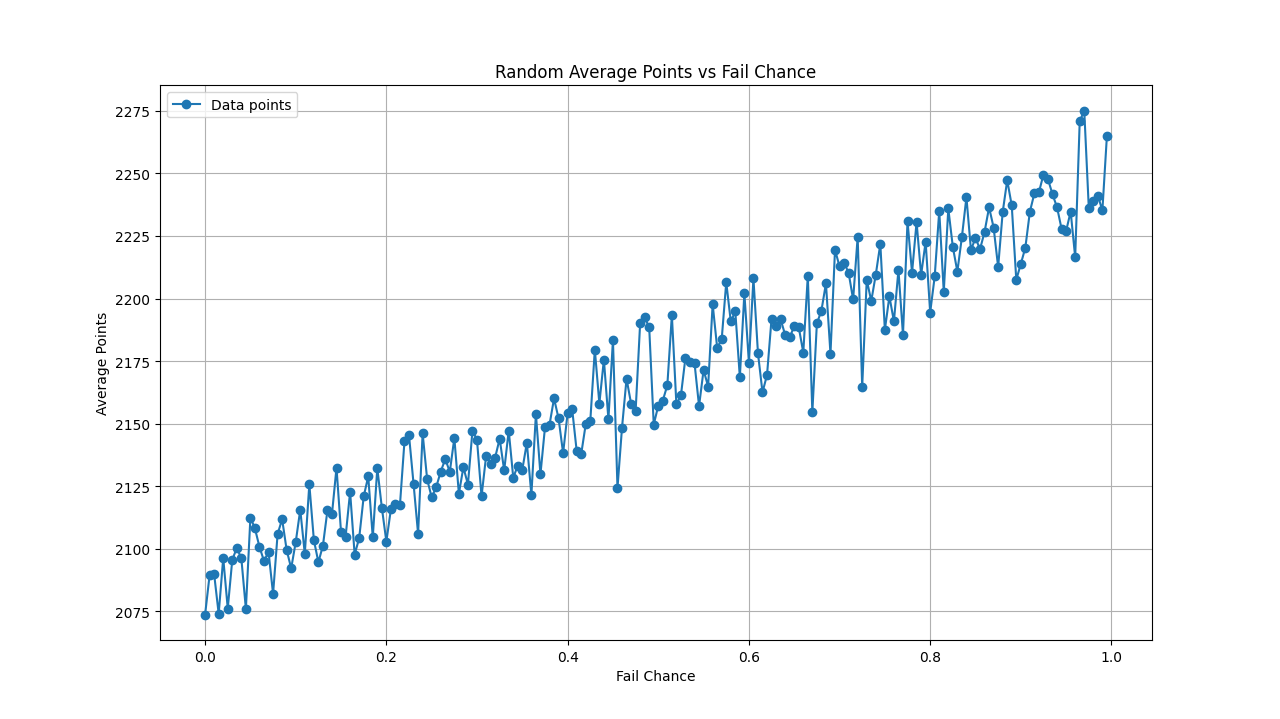 Random Average Points vs Fail Chance
Data points
2275
2250
2225
2200
2175
2150
2125
2100
2075
Average Points
0.0 0.2 0.4 0.6 0.8 1.0
Fail Chance